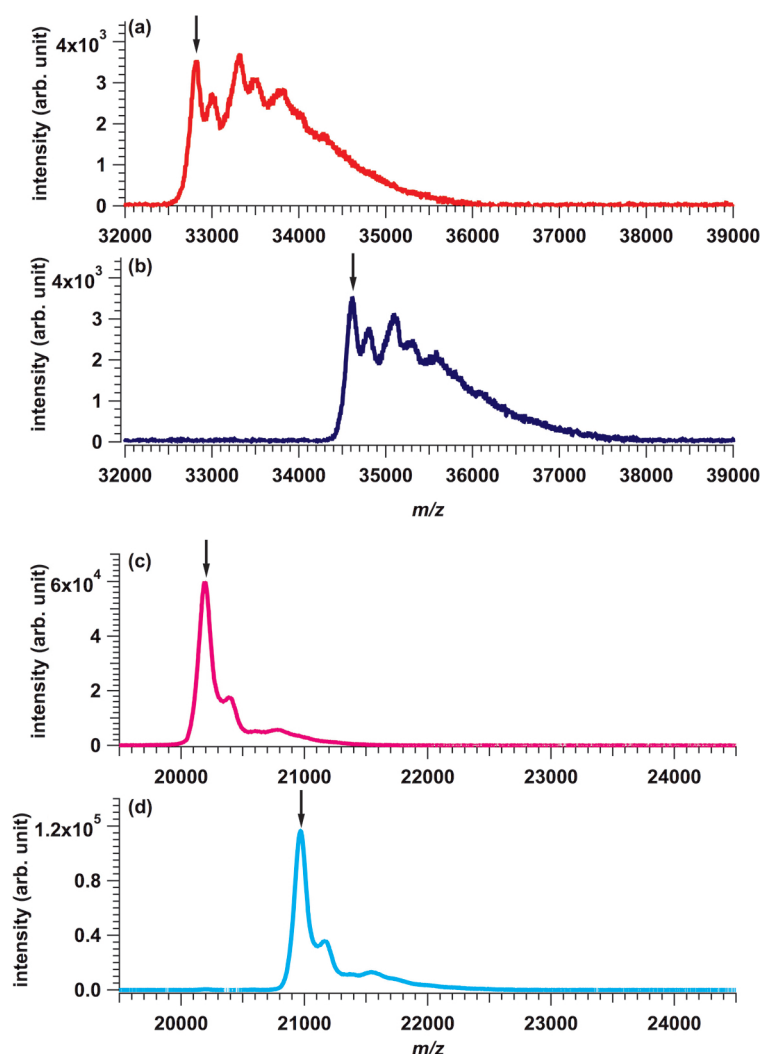 (a)
intensity (arb. unit)
4x10³
3
2
1
0
32000 33000 34000 35000 36000 37000 38000 39000
(b)
intensity (arb. unit)
4x10³
3
2
1
0
32000 33000 34000 35000 36000 37000 38000 39000
m/z
(c)
intensity (arb. unit)
6x10⁴
4
2
0
20000 21000 22000 23000 24000
(d)
intensity (arb. unit)
1.2x10⁵
0.8
0.4
0.0
20000 21000 22000 23000 24000
m/z